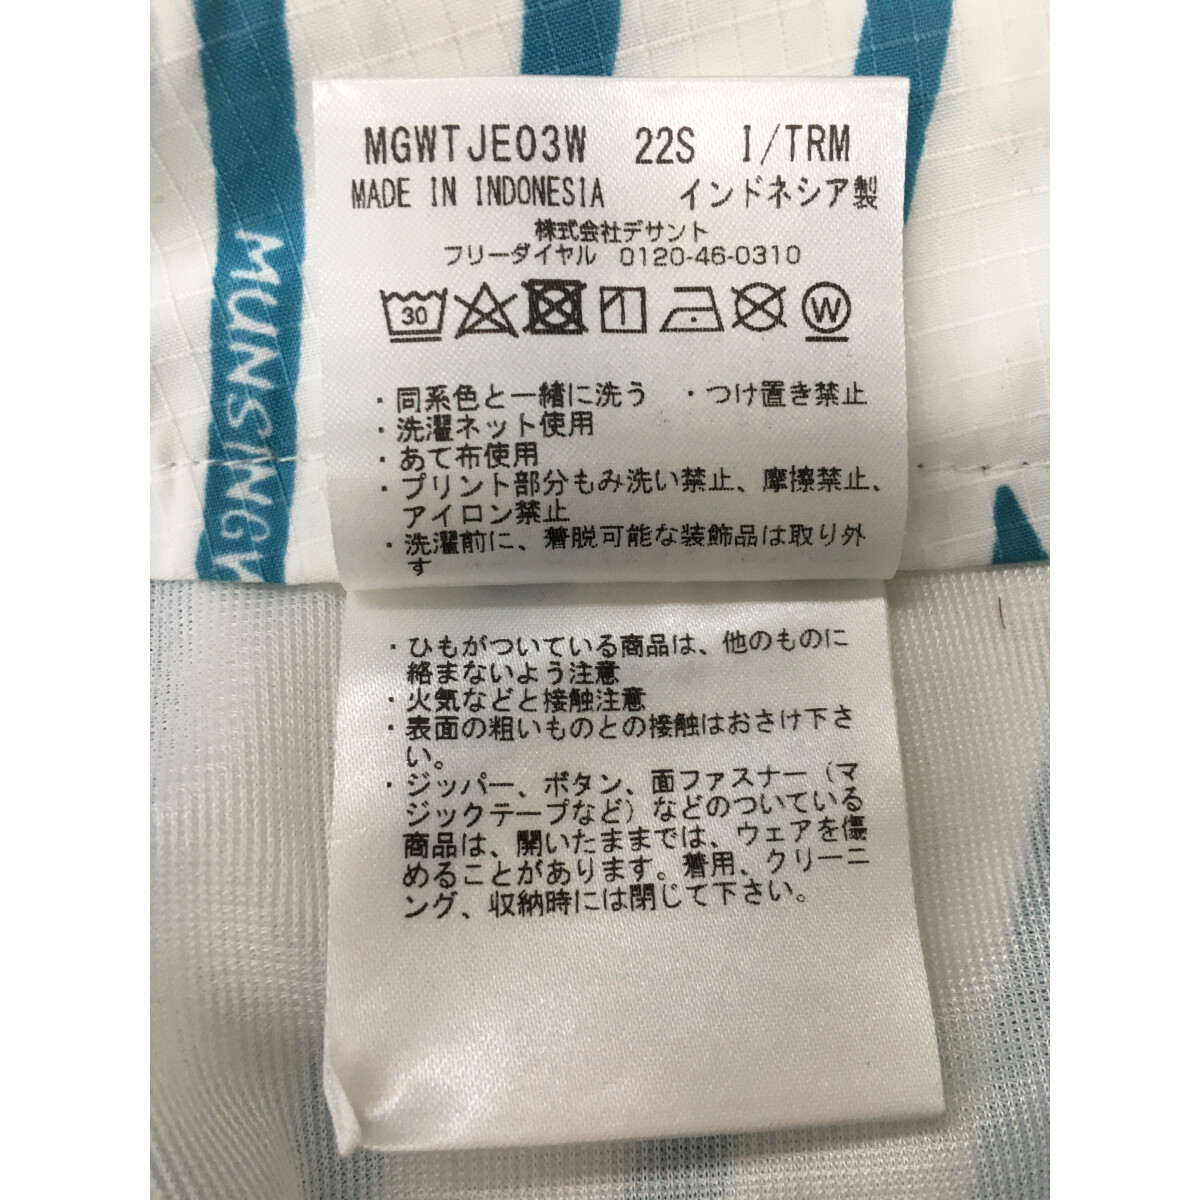 MGWTJE03W 22S I/TRM
MADE IN INDONESIA インドネシア製
株式会社デサント
フリーダイヤル 0120-46-0310
30 W
・同系色と一緒に洗う ・つけ置き禁止
・洗濯ネット使用
・あて布使用
・プリント部分もみ洗い禁止、摩擦禁止、
アイロン禁止
・洗濯前に、着脱可能な装飾品は取り外
す
・ひもがついている商品は、他のものに
絡まないよう注意
・火気などと接触注意
・表面の粗いものとの接触はおさけ下さ
い。
・ジッパー、ボタン、面ファスナー（マ
ジックテープなど）などのついている
商品は、開いたままでは、ウェアを傷
めることがあります。着用、クリーニ
ング、収納時には閉じて下さい。
MUNSINGW